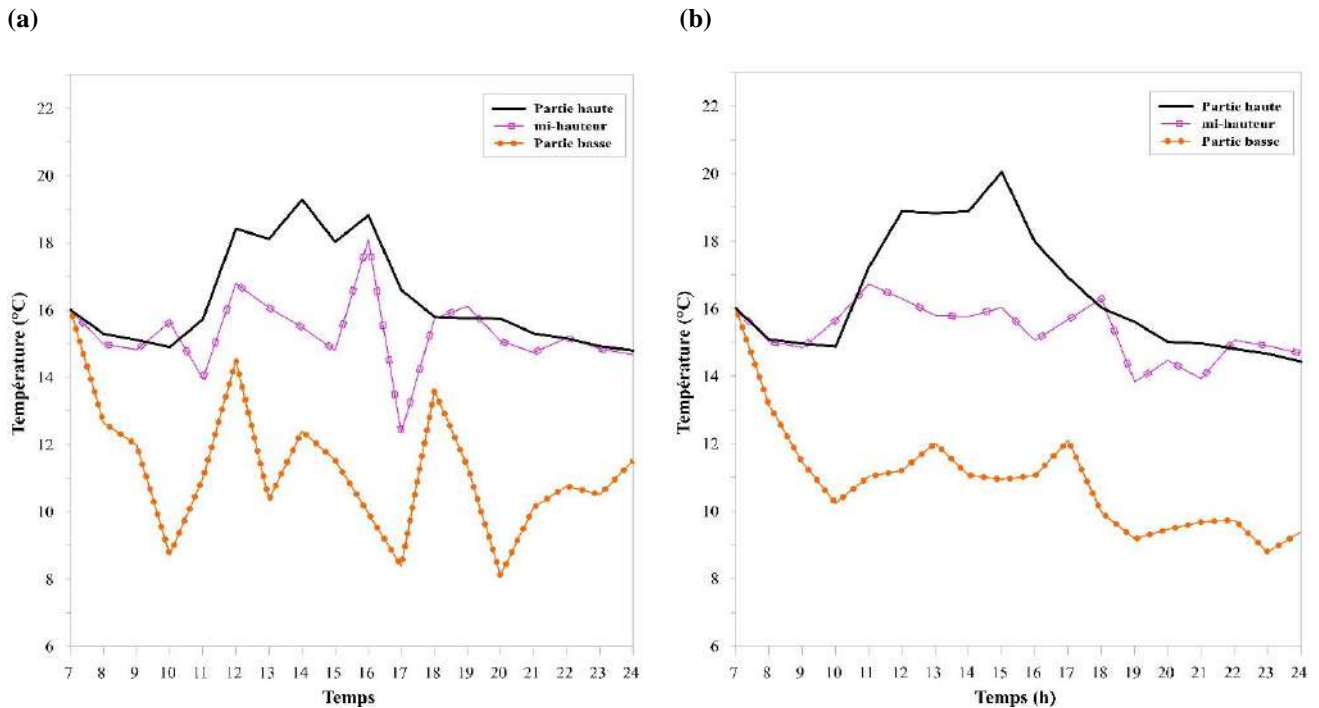 (a)
(b)
22
20
18
16
14
12
10
8
6
Température (°C)
7 8 9 10 11 12 13 14 15 16 17 18 19 20 21 22 23 24
Temps
Partie haute
mi-hauteur
Partie basse
22
20
18
16
14
12
10
8
6
Température (°C)
7 8 9 10 11 12 13 14 15 16 17 18 19 20 21 22 23 24
Temps (h)
Partie haute
mi-hauteur
Partie basse